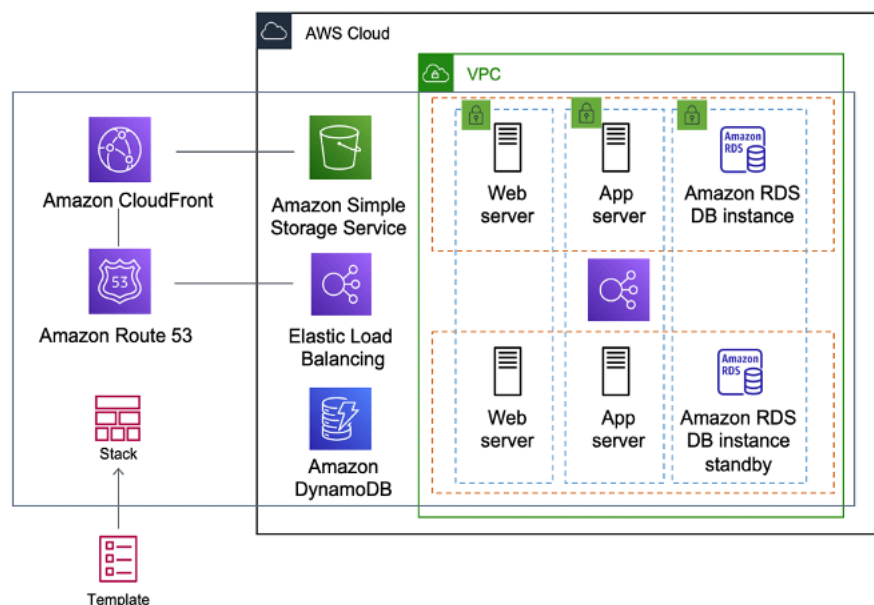 AWS Cloud
VPC
Amazon CloudFront
Amazon Simple
Storage Service
Web
server
App
server
Amazon
RDS
Amazon RDS
DB instance
53
Amazon Route 53
Elastic Load
Balancing
Stack
Amazon
DynamoDB
Web
server
App
server
Amazon
RDS
Amazon RDS
DB instance
standby
Template